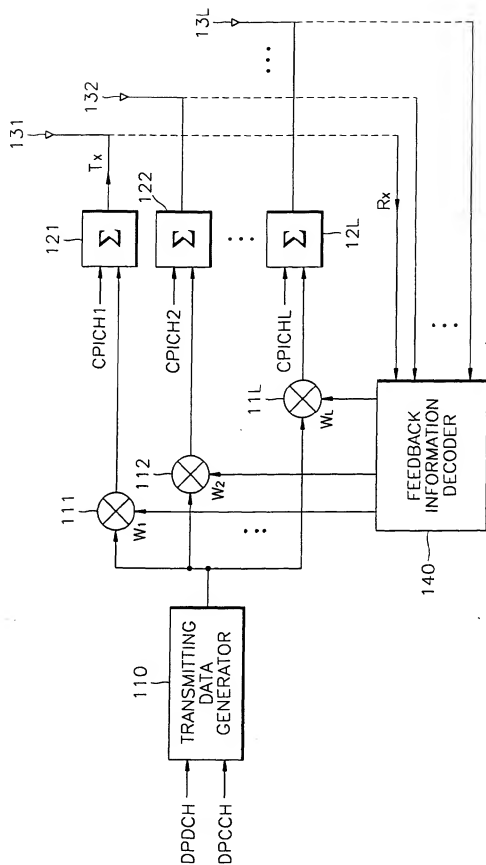 131
132
13L
Tx
121
Σ
122
Σ
...
Σ
12L
...
CPICH1
CPICH2
CPICHL
Rx
111
W1
112
W2
11L
WL
...
...
110
TRANSMITTING
DATA
GENERATOR
DPDCH
DPCCH
FEEDBACK
INFORMATION
DECODER
140